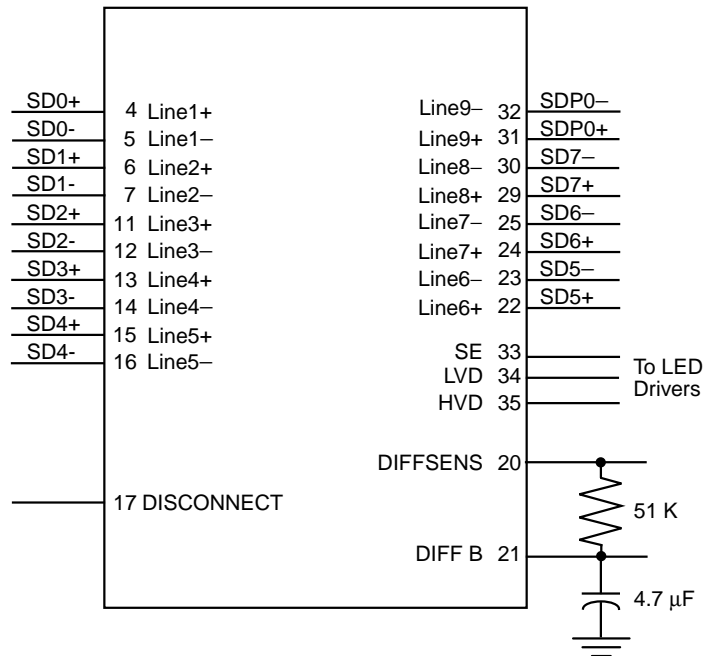 SD0+ 4 Line1+ Line9– 32 SDP0–
SD0- 5 Line1– Line9+ 31 SDP0+
SD1+ 6 Line2+ Line8- 30 SD7–
SD1- 7 Line2– Line8+ 29 SD7+
SD2+ 11 Line3+ Line7– 25 SD6–
SD2- 12 Line3– Line7+ 24 SD6+
SD3+ 13 Line4+ Line6- 23 SD5–
SD3- 14 Line4– Line6+ 22 SD5+
SD4+ 15 Line5+
SD4- 16 Line5–
SE 33
LVD 34
HVD 35
To LED
Drivers
DIFFSENS 20
17 DISCONNECT
51 K
DIFF B 21
4.7 µF